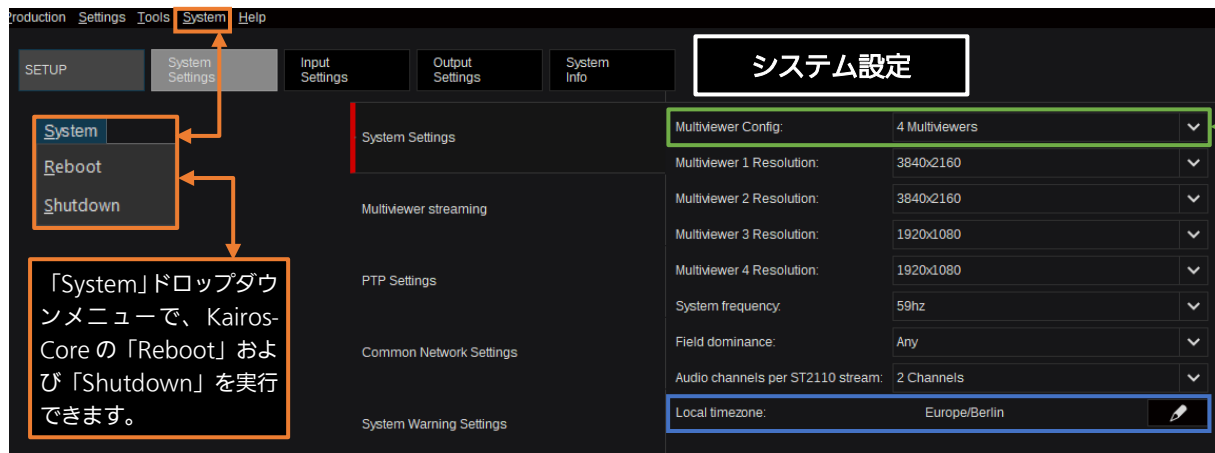 Production Settings Tools System Help
SETUP
System
Settings
Input
Settings
Output
Settings
System
Info
システム設定
System
Reboot
Shutdown
「System」ドロップダウ
ンメニューで、Kairos-
Core の「Reboot」およ
び「Shutdown」を実行
できます。
System Settings
Multiviewer streaming
PTP Settings
Common Network Settings
System Warning Settings
Multiviewer Config: 4 Multiviewers
Multiviewer 1 Resolution: 3840x2160
Multiviewer 2 Resolution: 3840x2160
Multiviewer 3 Resolution: 1920x1080
Multiviewer 4 Resolution: 1920x1080
System frequency: 59hz
Field dominance: Any
Audio channels per ST2110 stream: 2 Channels
Local timezone: Europe/Berlin